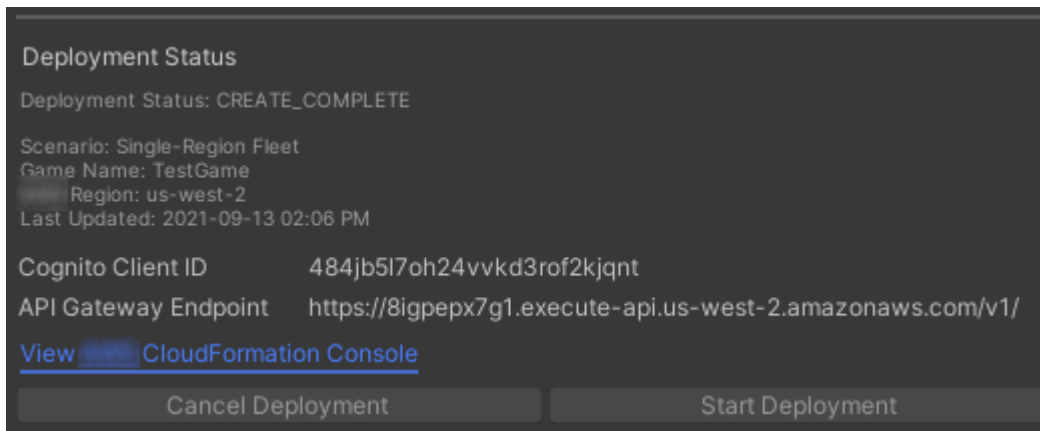 Deployment Status
Deployment Status: CREATE_COMPLETE
Scenario: Single-Region Fleet
Game Name: TestGame
Region: us-west-2
Last Updated: 2021-09-13 02:06 PM
Cognito Client ID 484jb5l7oh24vvkd3rof2kjqnt
API Gateway Endpoint https://8igpepx7g1.execute-api.us-west-2.amazonaws.com/v1/
View CloudFormation Console
Cancel Deployment Start Deployment